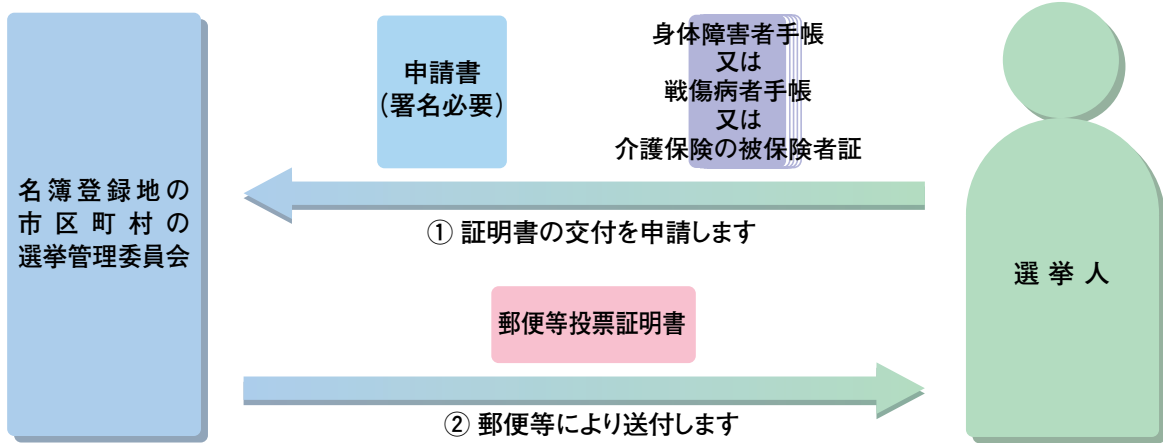 申請書
（署名必要）
身体障害者手帳
又は
戦傷病者手帳
又は
介護保険の被保険者証
名簿登録地の
市区町村の
選挙管理委員会
① 証明書の交付を申請します
選挙人
郵便等投票証明書
② 郵便等により送付します